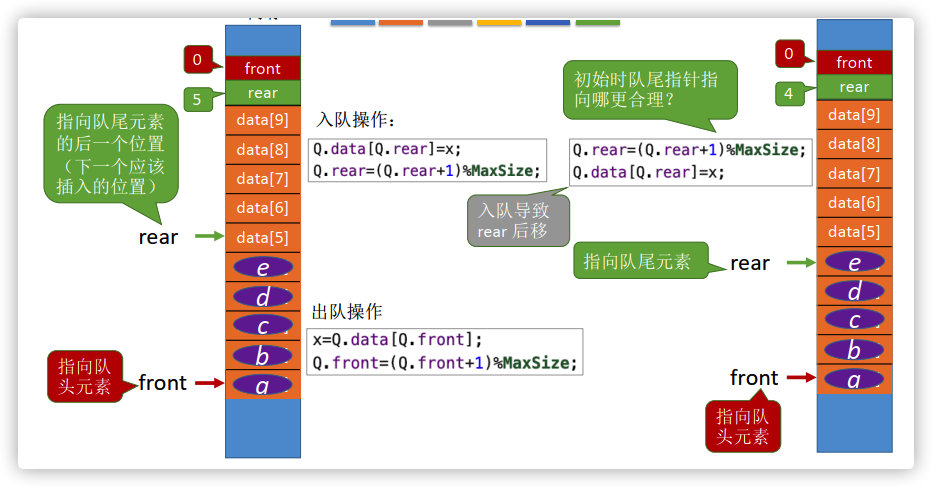 0
front
5
rear
data[9]
data[8]
data[7]
data[6]
data[5]
e
d
c
b
a
指向队尾元素
的后一个位置
（下一个应该
插入的位置）
rear
指向队
头元素
front
入队操作：
Q.data[Q.rear]=x;
Q.rear=(Q.rear+1)%MaxSize;
出队操作
x=Q.data[Q.front];
Q.front=(Q.front+1)%MaxSize;
初始时队尾指针指
向哪更合理？
Q.rear=(Q.rear+1)%MaxSize;
Q.data[Q.rear]=x;
入队导致
rear 后移
指向队尾元素
rear
front
指向队
头元素
0
front
4
rear
data[9]
data[8]
data[7]
data[6]
data[5]
e
d
c
b
a